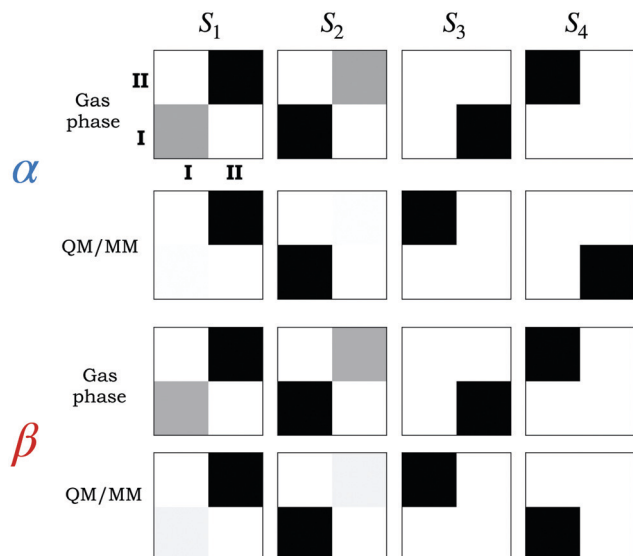 S₁ S₂ S₃ S₄
II
Gas
phase
I
α
I II
QM/MM
Gas
phase
β
QM/MM